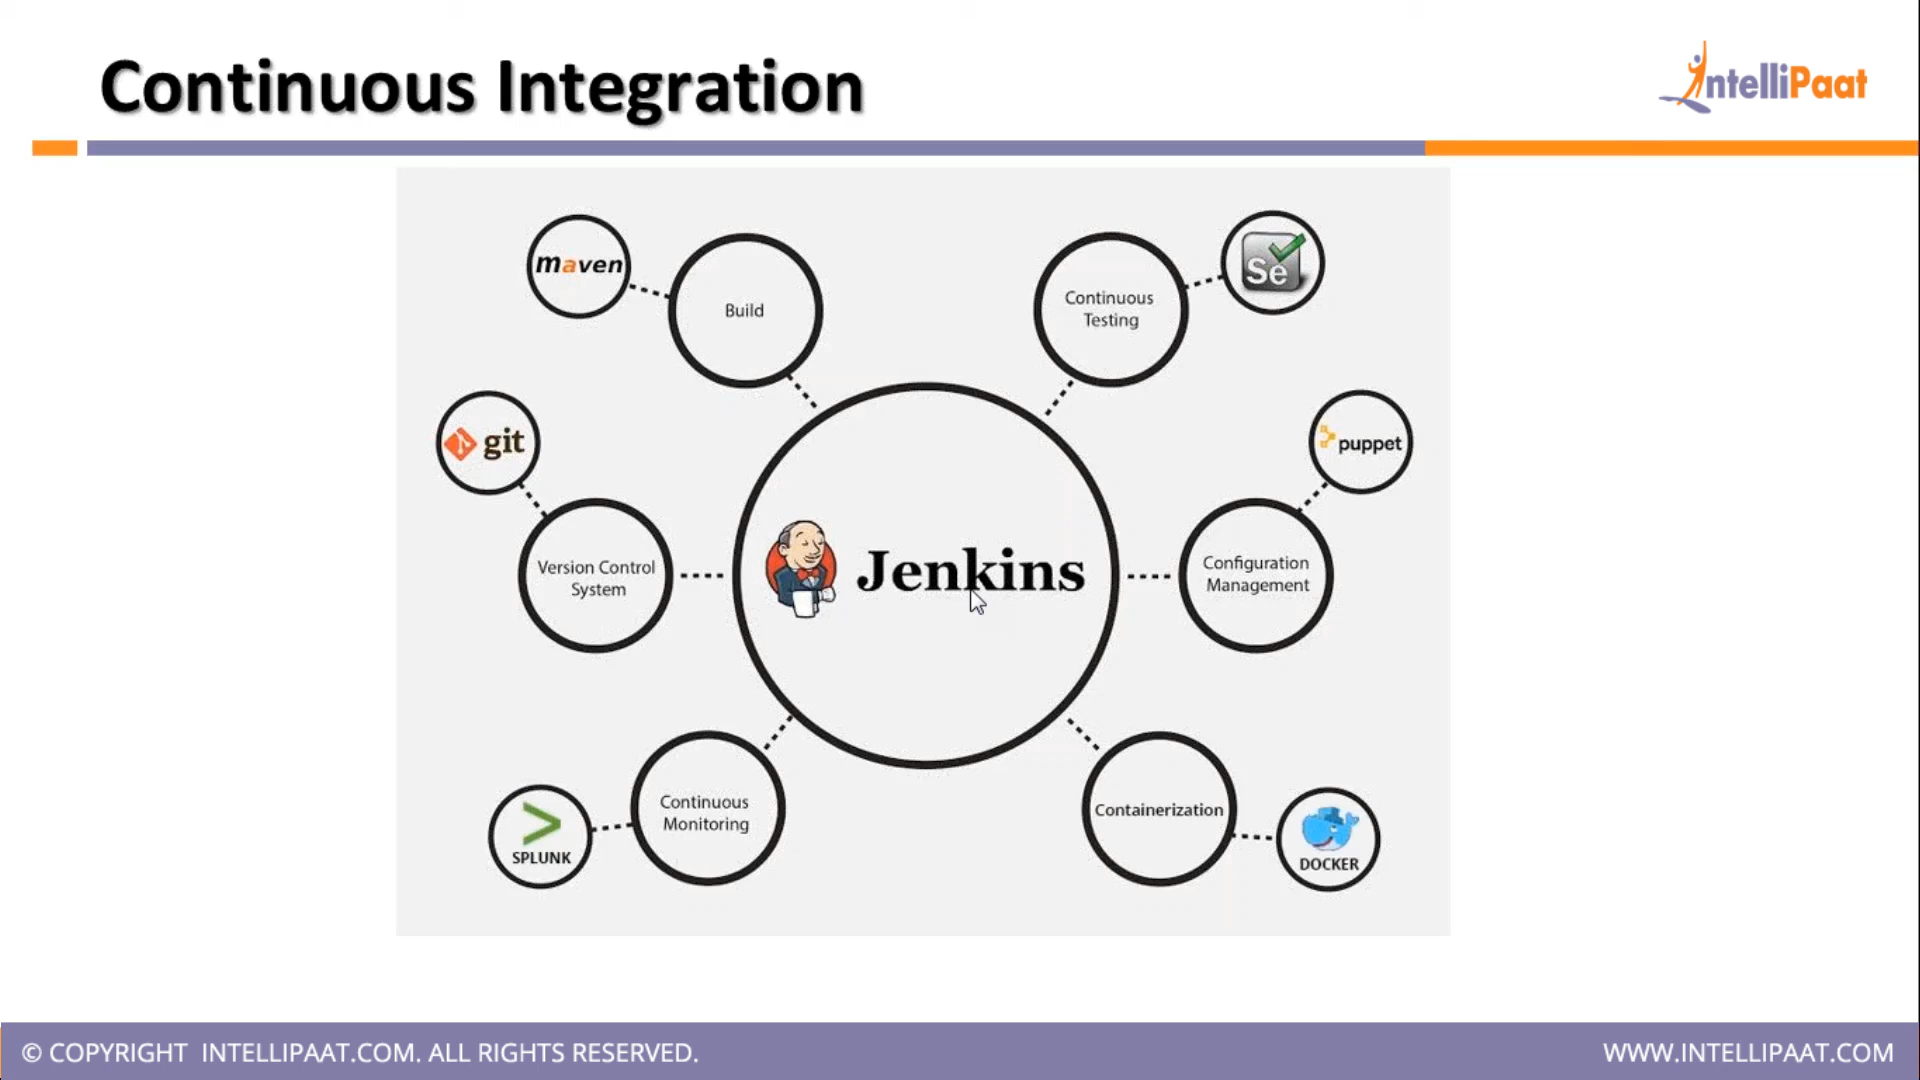 Continuous Integration
IntelliPaat
maven
Build
Continuous
Testing
Se
git
puppet
Version Control
System
Jenkins
Configuration
Management
Continuous
Monitoring
SPLUNK
Containerization
DOCKER
© COPYRIGHT INTELLIPAAT.COM. ALL RIGHTS RESERVED.
WWW.INTELLIPAAT.COM